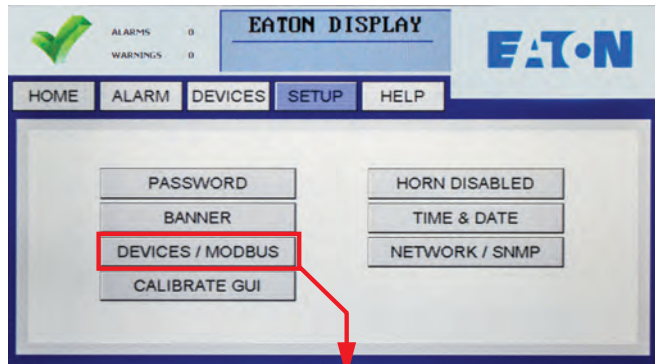 ALARMS 0
WARNINGS 0
EATON DISPLAY
EATON
HOME ALARM DEVICES SETUP HELP
PASSWORD
BANNER
DEVICES / MODBUS
CALIBRATE GUI
HORN DISABLED
TIME & DATE
NETWORK / SNMP